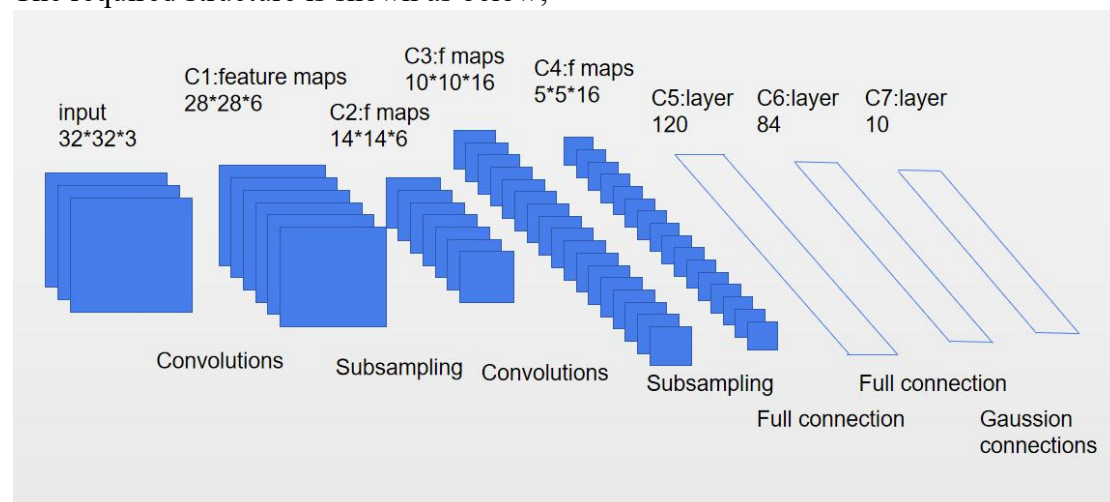 input
32*32*3
C1:feature maps
28*28*6
C2:f maps
14*14*6
C3:f maps
10*10*16
C4:f maps
5*5*16
C5:layer
120
C6:layer
84
C7:layer
10
Convolutions
Subsampling
Convolutions
Subsampling
Full connection
Full connection
Gaussion
connections